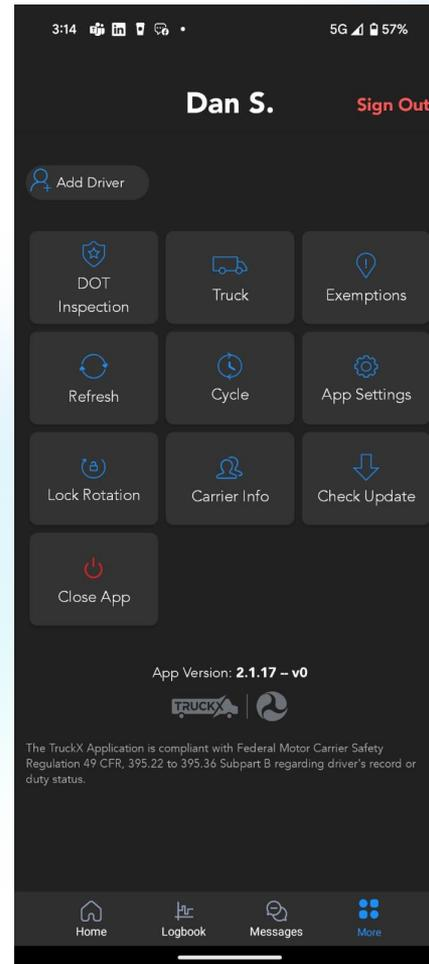 3:14
5G 57%
Dan S.
Sign Out
Add Driver
DOT
Inspection
Truck
Exemptions
Refresh
Cycle
App Settings
Lock Rotation
Carrier Info
Check Update
Close App
App Version: 2.1.17 – v0
TRUCKX
The TruckX Application is compliant with Federal Motor Carrier Safety
Regulation 49 CFR, 395.22 to 395.36 Subpart B regarding driver's record or
duty status.
Home
Logbook
Messages
More